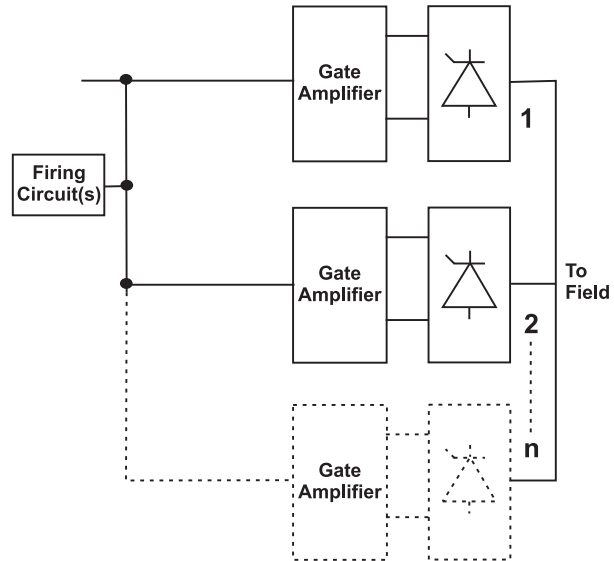 Gate
Amplifier
1
Firing
Circuit(s)
Gate
Amplifier
To
Field
2
n
Gate
Amplifier